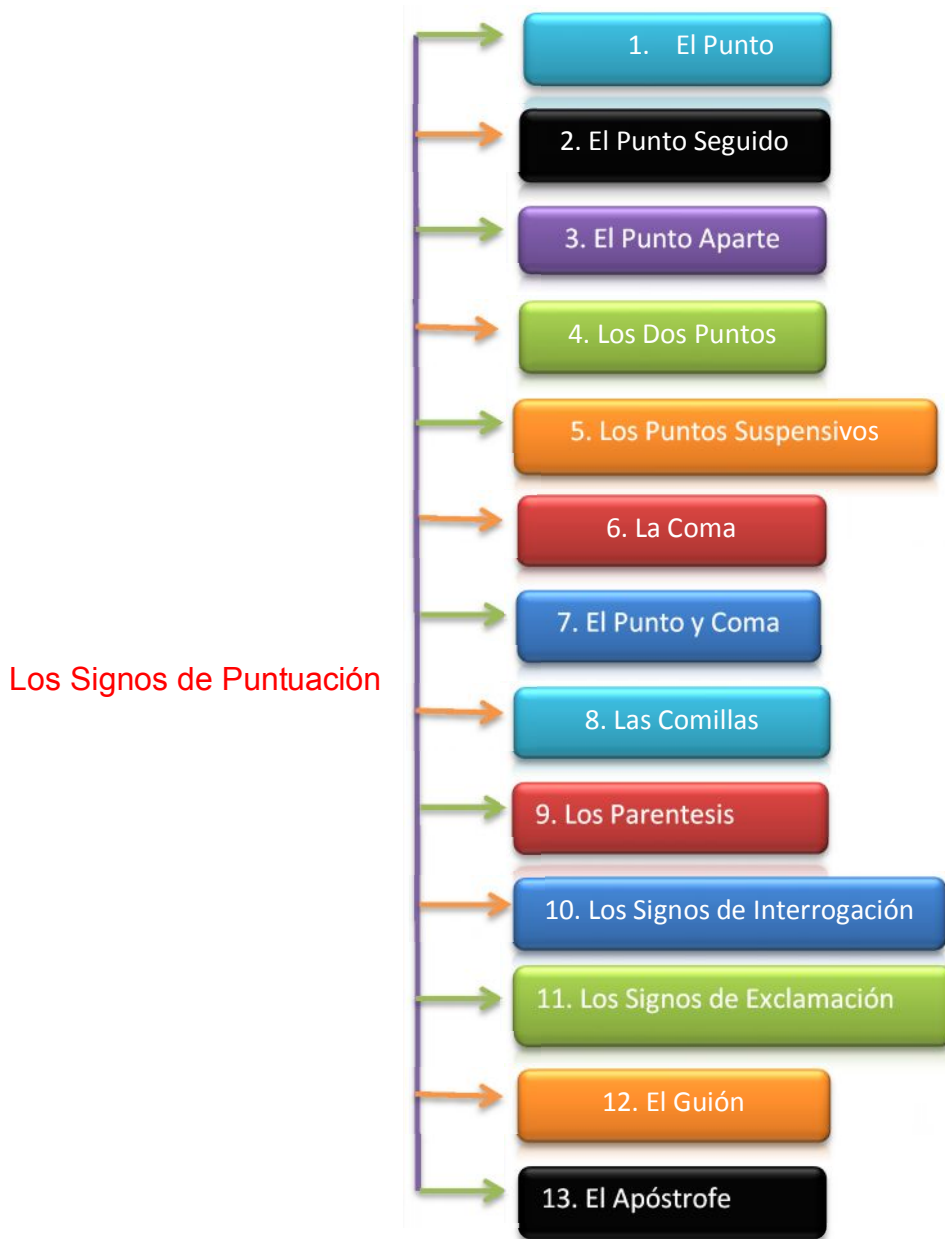 Los Signos de Puntuación
1. El Punto
2. El Punto Seguido
3. El Punto Aparte
4. Los Dos Puntos
5. Los Puntos Suspensivos
6. La Coma
7. El Punto y Coma
8. Las Comillas
9. Los Parentesis
10. Los Signos de Interrogación
11. Los Signos de Exclamación
12. El Guión
13. El Apóstrofe